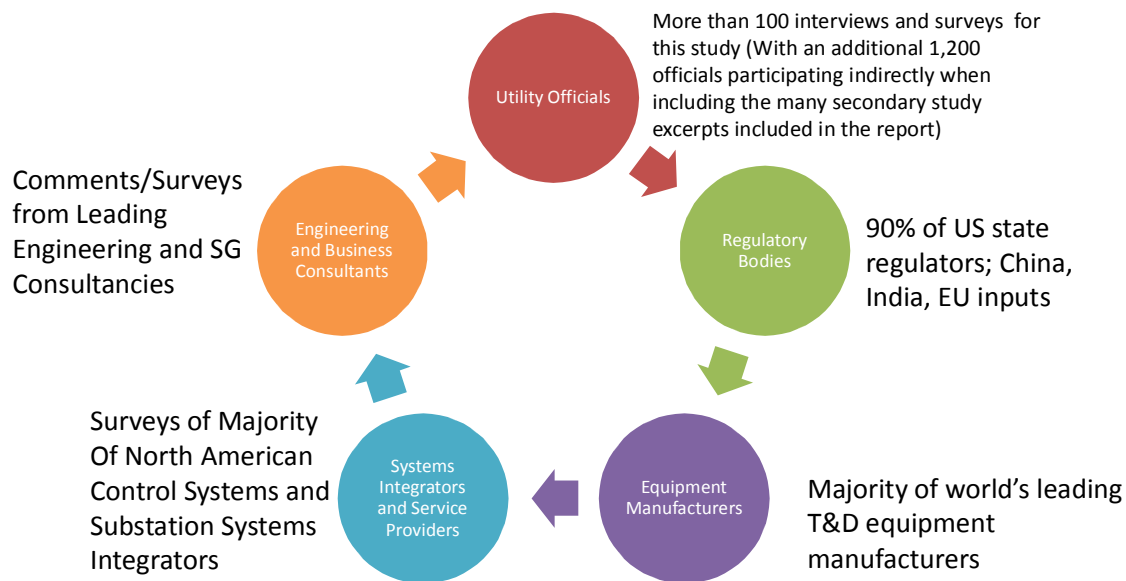 Utility Officials
More than 100 interviews and surveys for
this study (With an additional 1,200
officials participating indirectly when
including the many secondary study
excerpts included in the report)
Regulatory
Bodies
90% of US state
regulators; China,
India, EU inputs
Equipment
Manufacturers
Majority of world's leading
T&D equipment
manufacturers
Systems
Integrators
and Service
Providers
Surveys of Majority
Of North American
Control Systems and
Substation Systems
Integrators
Engineering
and Business
Consultants
Comments/Surveys
from Leading
Engineering and SG
Consultancies